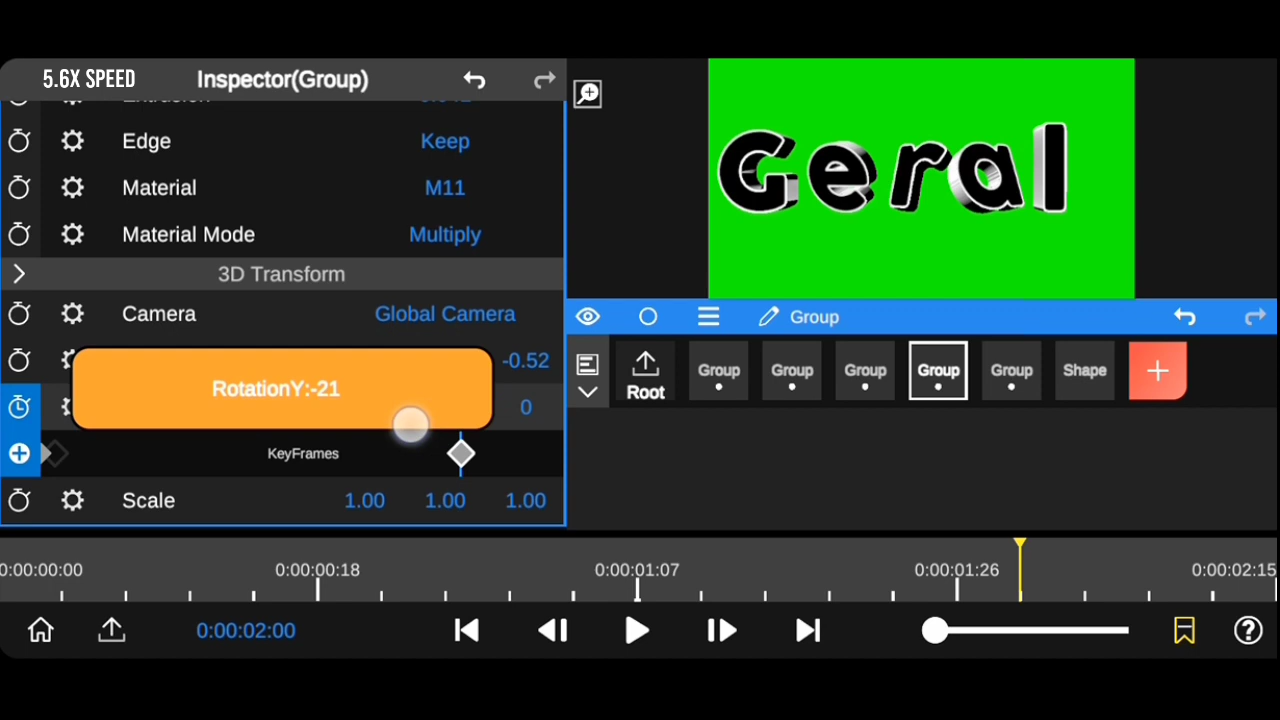 5.6X SPEED
Inspector(Group)
Edge
Keep
Material
M11
Material Mode
Multiply
3D Transform
Camera
Global Camera
-0.52
RotationY:-21
0
KeyFrames
Scale
1.00
1.00
1.00
Geral
Group
Root
Group
Group
Group
Group
Group
Shape
0:00:00:00
0:00:00:18
0:00:01:07
0:00:01:26
0:00:02:15
0:00:02:00